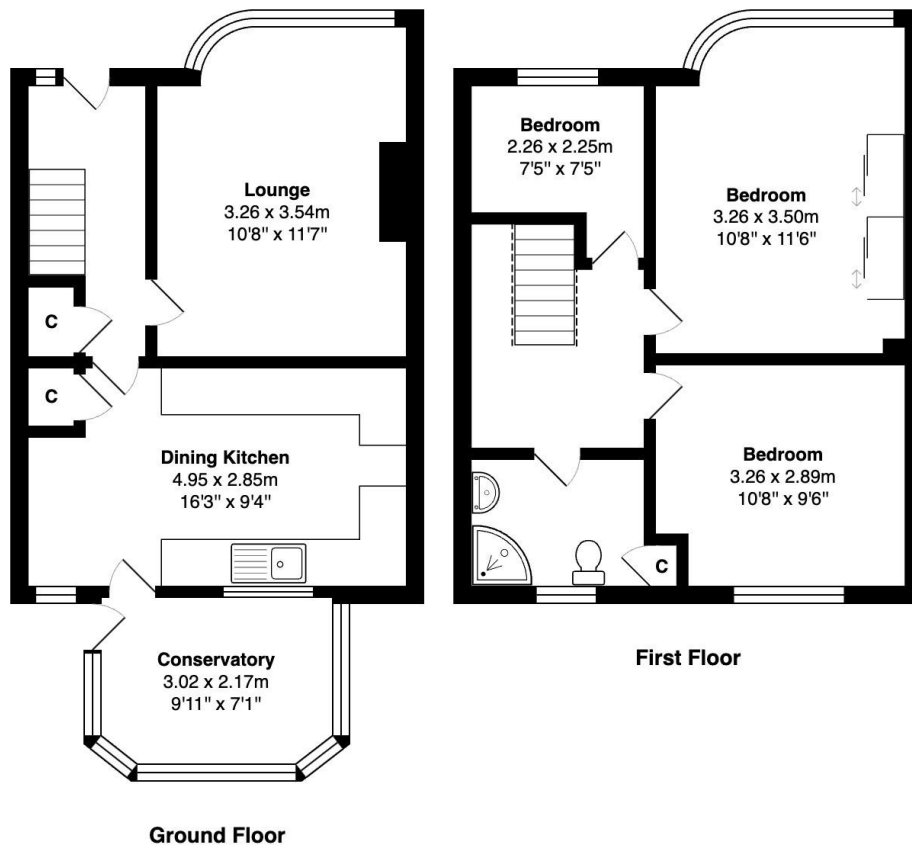 Lounge
3.26 x 3.54m
10'8" x 11'7"
C
C
Dining Kitchen
4.95 x 2.85m
16'3" x 9'4"
Conservatory
3.02 x 2.17m
9'11" x 7'1"
Ground Floor
Bedroom
2.26 x 2.25m
7'5" x 7'5"
Bedroom
3.26 x 3.50m
10'8" x 11'6"
Bedroom
3.26 x 2.89m
10'8" x 9'6"
C
First Floor